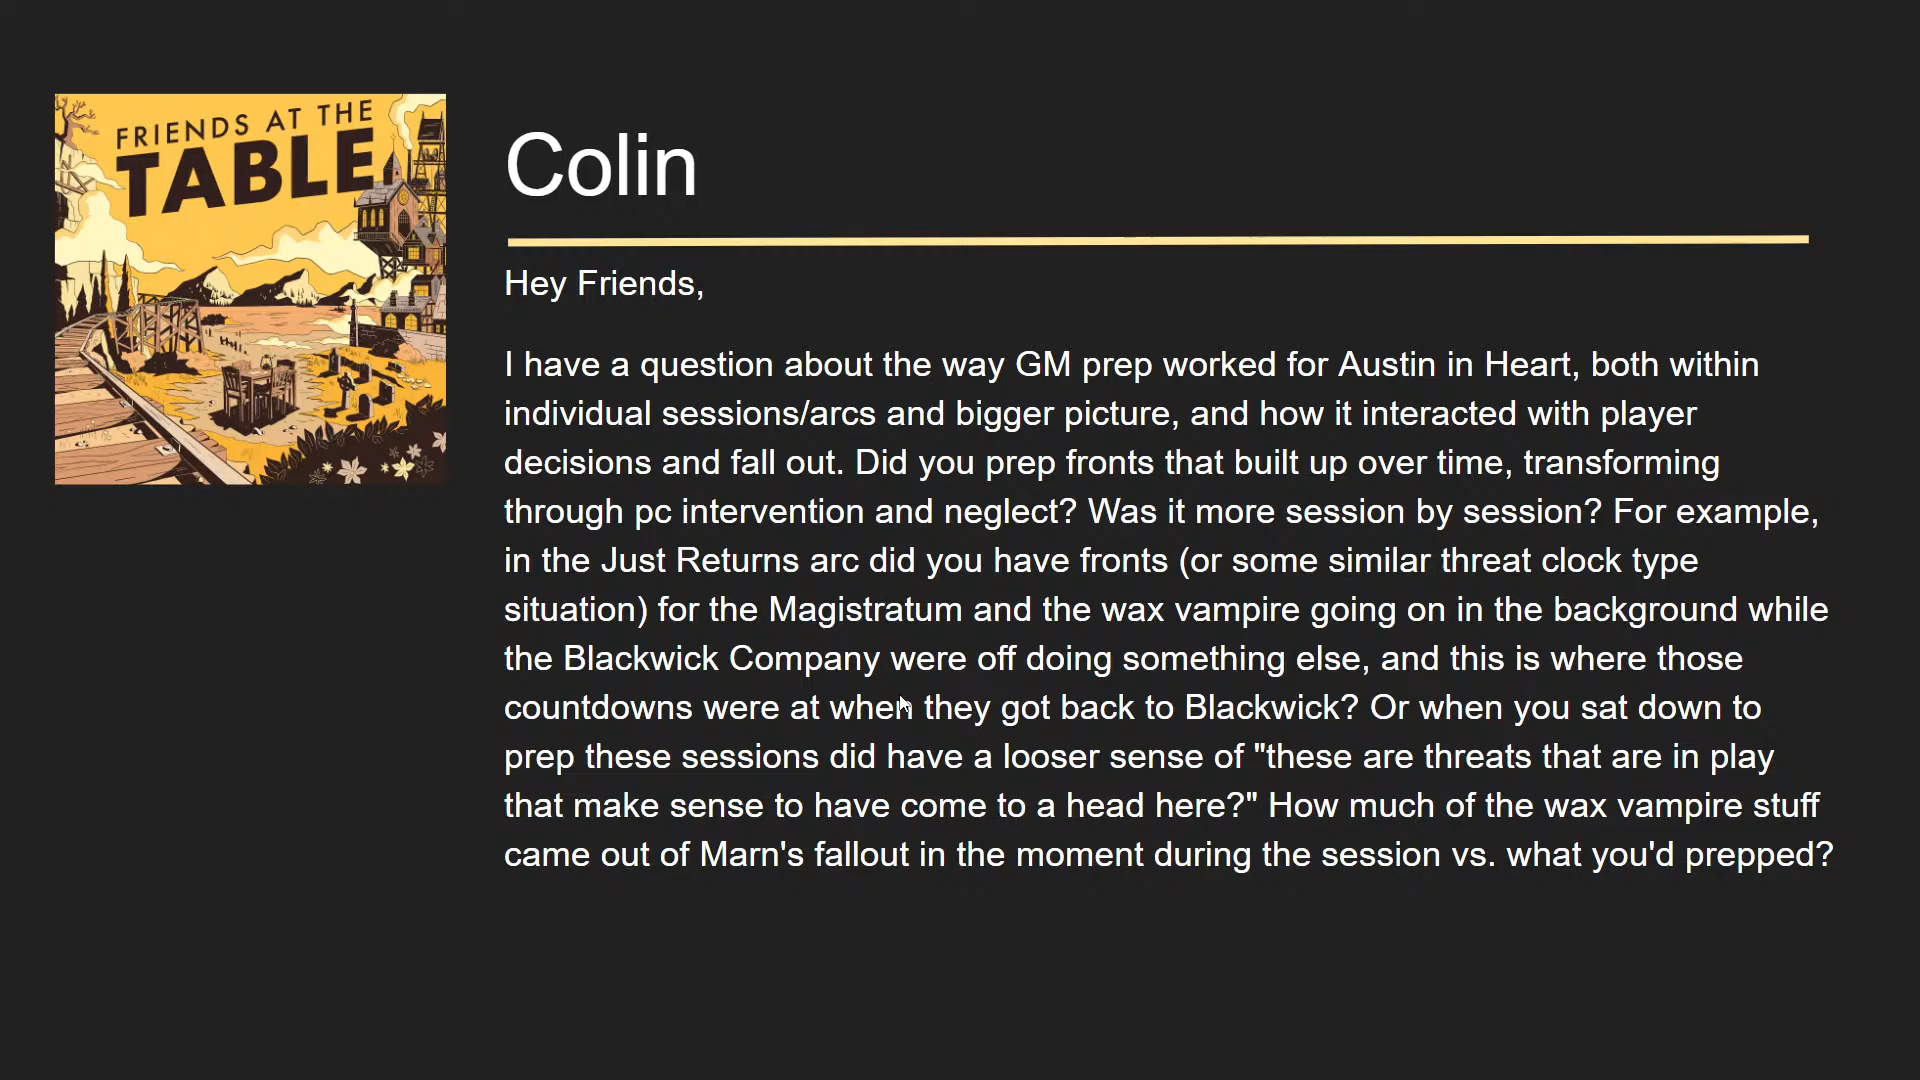 FRIENDS AT THE
TABLE
Colin
Hey Friends,
I have a question about the way GM prep worked for Austin in Heart, both within
individual sessions/arcs and bigger picture, and how it interacted with player
decisions and fall out. Did you prep fronts that built up over time, transforming
through pc intervention and neglect? Was it more session by session? For example,
in the Just Returns arc did you have fronts (or some similar threat clock type
situation) for the Magistratum and the wax vampire going on in the background while
the Blackwick Company were off doing something else, and this is where those
countdowns were at when they got back to Blackwick? Or when you sat down to
prep these sessions did have a looser sense of "these are threats that are in play
that make sense to have come to a head here?" How much of the wax vampire stuff
came out of Marn's fallout in the moment during the session vs. what you'd prepped?